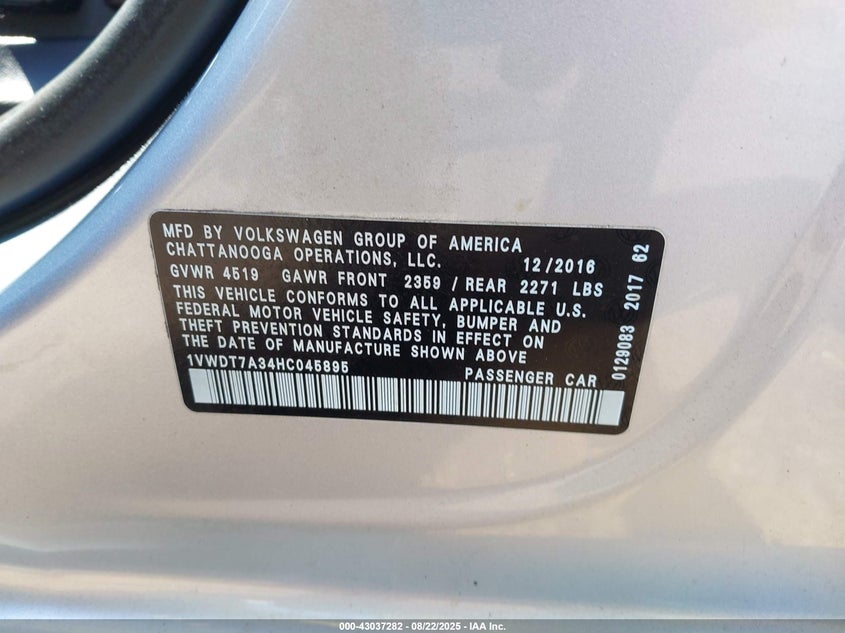 MFD BY VOLKSWAGEN GROUP OF AMERICA
CHATTANOOGA OPERATIONS, LLC. 12/2016
GVWR 4519 GAWR FRONT 2359 / REAR 2271 LBS
THIS VEHICLE CONFORMS TO ALL APPLICABLE U.S.
FEDERAL MOTOR VEHICLE SAFETY, BUMPER AND
THEFT PREVENTION STANDARDS IN EFFECT ON
THE DATE OF MANUFACTURE SHOWN ABOVE
1VWDT7A34HC045895 PASSENGER CAR
0129083 2017 62
000-43037282 - 08/22/2025 - IAA Inc.